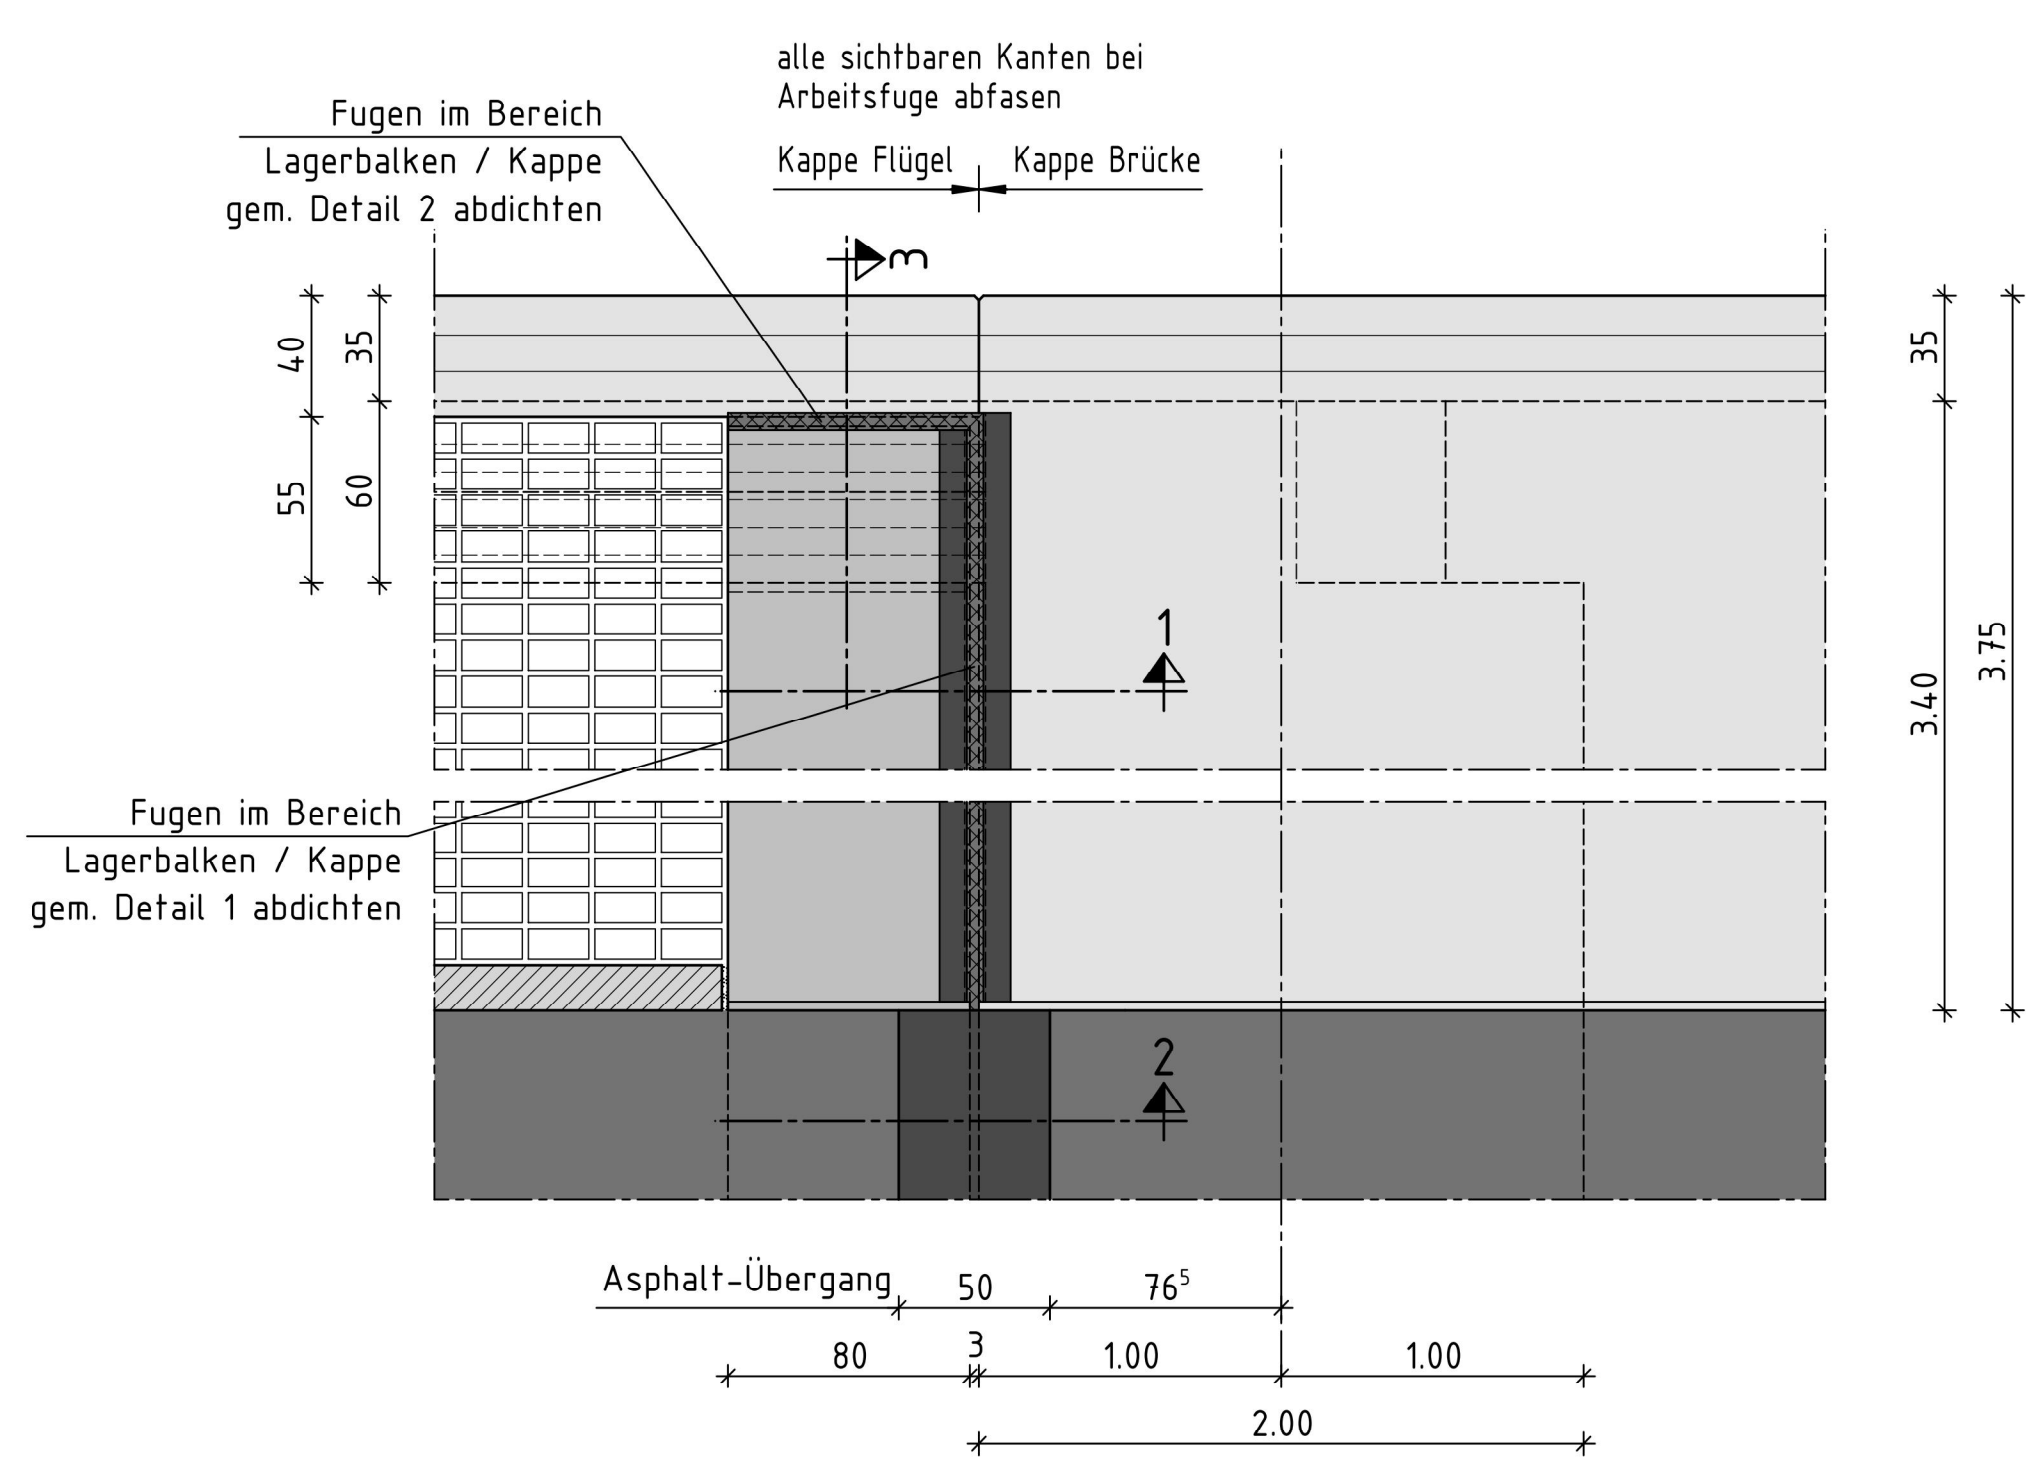 alle sichtbaren Kanten bei
Arbeitsfuge abfasen
Fugen im Bereich
Lagerbalken / Kappe
gem. Detail 2 abdichten
Kappe Flügel
Kappe Brücke
3
40
35
55
60
35
3.40
3.75
1
Fugen im Bereich
Lagerbalken / Kappe
gem. Detail 1 abdichten
2
Asphalt-Übergang
50
76⁵
80
3
1.00
1.00
2.00